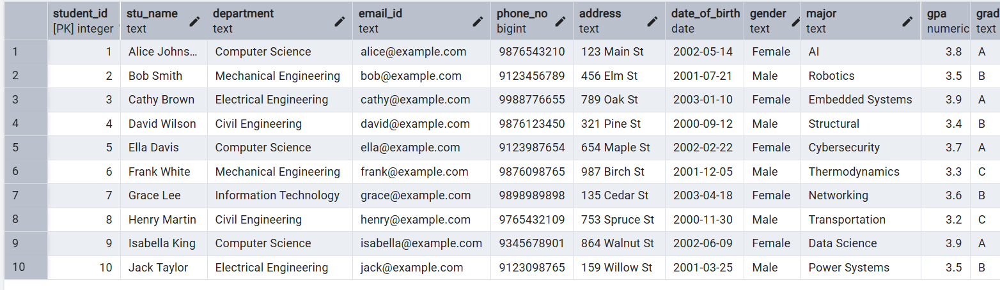 student_id stu_name department email_id phone_no address date_of_birth gender major gpa grad
[PK] integer text text text bigint text date text text numeric text
1 1 Alice Johns... Computer Science alice@example.com 9876543210 123 Main St 2002-05-14 Female AI 3.8 A
2 2 Bob Smith Mechanical Engineering bob@example.com 9123456789 456 Elm St 2001-07-21 Male Robotics 3.5 B
3 3 Cathy Brown Electrical Engineering cathy@example.com 9988776655 789 Oak St 2003-01-10 Female Embedded Systems 3.9 A
4 4 David Wilson Civil Engineering david@example.com 9876123450 321 Pine St 2000-09-12 Male Structural 3.4 B
5 5 Ella Davis Computer Science ella@example.com 9123987654 654 Maple St 2002-02-22 Female Cybersecurity 3.7 A
6 6 Frank White Mechanical Engineering frank@example.com 9876098765 987 Birch St 2001-12-05 Male Thermodynamics 3.3 C
7 7 Grace Lee Information Technology grace@example.com 9898989898 135 Cedar St 2003-04-18 Female Networking 3.6 B
8 8 Henry Martin Civil Engineering henry@example.com 9765432109 753 Spruce St 2000-11-30 Male Transportation 3.2 C
9 9 Isabella King Computer Science isabella@example.com 9345678901 864 Walnut St 2002-06-09 Female Data Science 3.9 A
10 10 Jack Taylor Electrical Engineering jack@example.com 9123098765 159 Willow St 2001-03-25 Male Power Systems 3.5 B